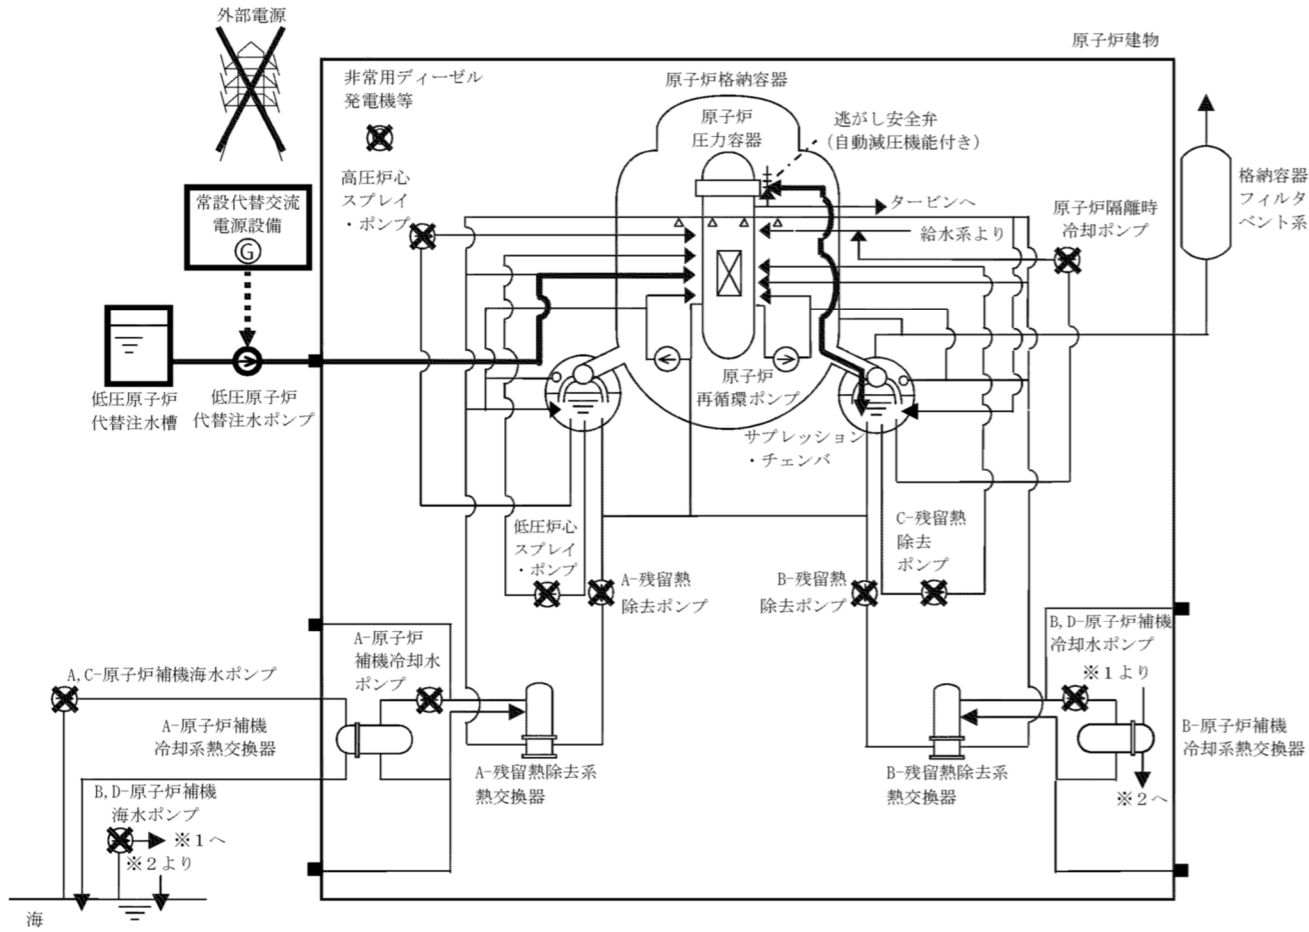 外部電源
原子炉建物
非常用ディーゼル
発電機等
原子炉格納容器
原子炉
圧力容器
逃がし安全弁
(自動減圧機能付き)
高圧炉心
スプレイ
・ポンプ
常設代替交流
電源設備
G
タービンへ
給水系より
原子炉隔離時
冷却ポンプ
格納容器
フィルタ
ベント系
低圧原子炉
代替注水槽
低圧原子炉
代替注水ポンプ
原子炉
再循環ポンプ
サプレッション
・チェンバ
低圧炉心
スプレイ
・ポンプ
A-残留熱
除去ポンプ
B-残留熱
除去ポンプ
C-残留熱
除去
ポンプ
A-原子炉
補機冷却水
ポンプ
B,D-原子炉補機
冷却水ポンプ
※1より
A,C-原子炉補機海水ポンプ
A-原子炉補機
冷却系熱交換器
B-原子炉補機
冷却系熱交換器
A-残留熱除去系
熱交換器
B-残留熱除去系
熱交換器
※2へ
B,D-原子炉補機
海水ポンプ
※1へ
※2より
海